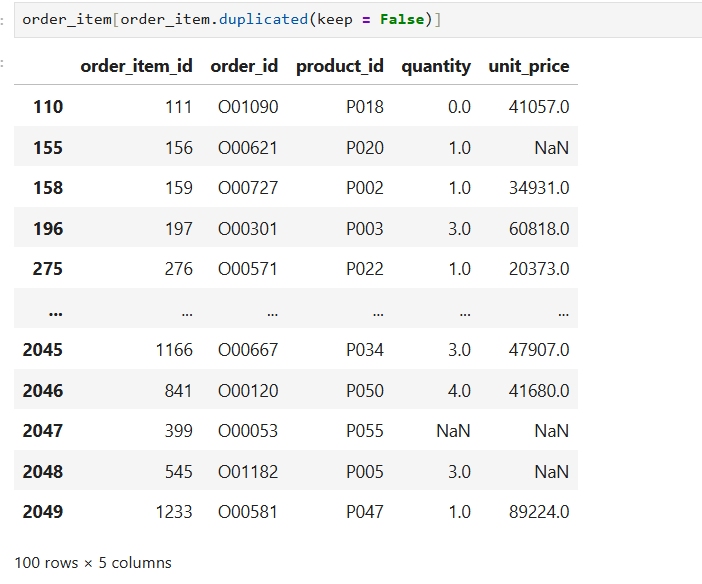 order_item[order_item.duplicated(keep = False)]
order_item_id order_id product_id quantity unit_price
110 111 O01090 P018 0.0 41057.0
155 156 O00621 P020 1.0 NaN
158 159 O00727 P002 1.0 34931.0
196 197 O00301 P003 3.0 60818.0
275 276 O00571 P022 1.0 20373.0
... ... ... ... ... ...
2045 1166 O00667 P034 3.0 47907.0
2046 841 O00120 P050 4.0 41680.0
2047 399 O00053 P055 NaN NaN
2048 545 O01182 P005 3.0 NaN
2049 1233 O00581 P047 1.0 89224.0
100 rows × 5 columns